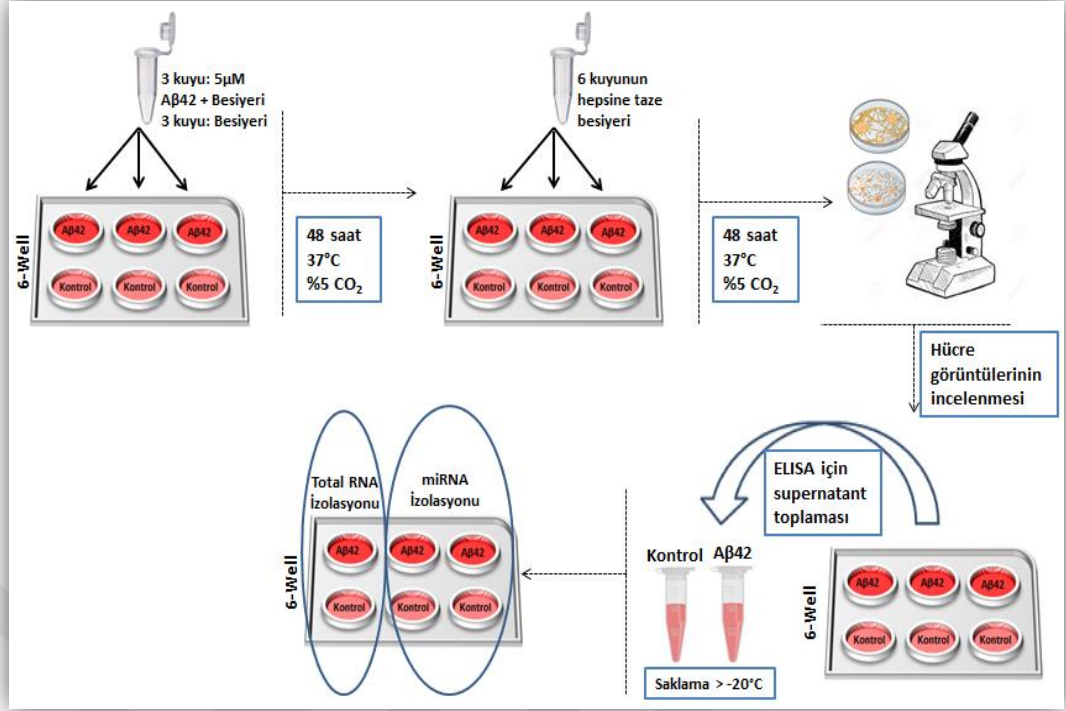 3 kuyu: 5µM
Aβ42 + Besiyeri
3 kuyu: Besiyeri
6-Well
Aβ42 Aβ42 Aβ42
Kontrol Kontrol Kontrol
48 saat
37°C
%5 CO₂
6 kuyunun
hepsine taze
besiyeri
6-Well
Aβ42 Aβ42 Aβ42
Kontrol Kontrol Kontrol
48 saat
37°C
%5 CO₂
Hücre
görüntülerinin
incelenmesi
ELISA için
supernatant
toplaması
6-Well
Aβ42 Aβ42 Aβ42
Kontrol Kontrol Kontrol
Kontrol Aβ42
Saklama > -20°C
Total RNA
İzolasyonu
miRNA
İzolasyonu
6-Well
Aβ42 Aβ42 Aβ42
Kontrol Kontrol Kontrol